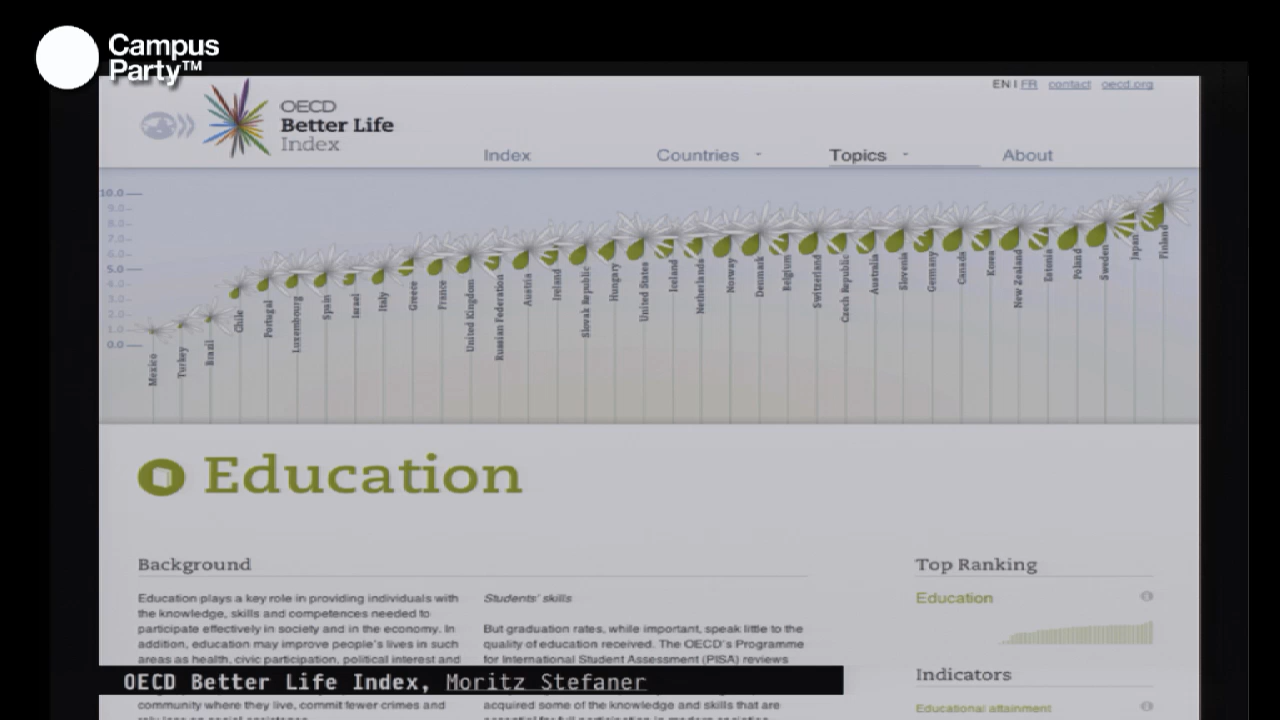 Campus
Party™
EN | FR contact oecd.org
OECD
Better Life
Index
Index Countries Topics About
10.0
9.0
8.0
7.0
6.0
5.0
4.0
3.0
2.0
1.0
0.0
Mexico
Turkey
Brazil
Chile
Portugal
Luxembourg
Spain
Israel
Italy
Greece
France
United Kingdom
Russian Federation
Austria
Ireland
Slovak Republic
Hungary
United States
Iceland
Netherlands
Norway
Denmark
Belgium
Switzerland
Czech Republic
Australia
Slovenia
Germany
Canada
Korea
New Zealand
Estonia
Poland
Sweden
Japan
Finland
Education
Background
Education plays a key role in providing individuals with
the knowledge, skills and competences needed to
participate effectively in society and in the economy. In
addition, education may improve people's lives in such
areas as health, civic participation, political interest and
community where they live, commit fewer crimes and
Students' skills
But graduation rates, while important, speak little to the
quality of education received. The OECD's Programme
for International Student Assessment (PISA) reviews
acquired some of the knowledge and skills that are
Top Ranking
Education
Indicators
Educational attainment
OECD Better Life Index, Moritz Stefaner